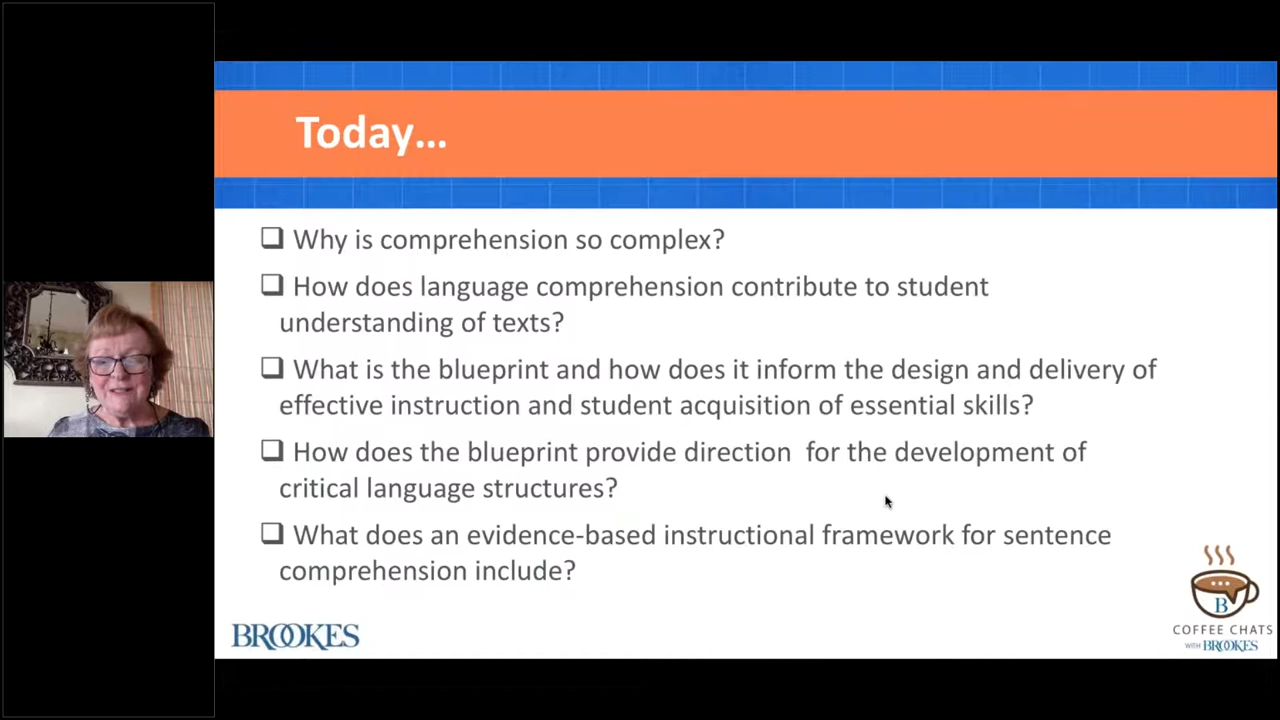 Today...
❑ Why is comprehension so complex?
❑ How does language comprehension contribute to student
understanding of texts?
❑ What is the blueprint and how does it inform the design and delivery of
effective instruction and student acquisition of essential skills?
❑ How does the blueprint provide direction  for the development of
critical language structures?
❑ What does an evidence-based instructional framework for sentence
comprehension include?
BROOKES
B
COFFEE CHATS
WITH BROOKES